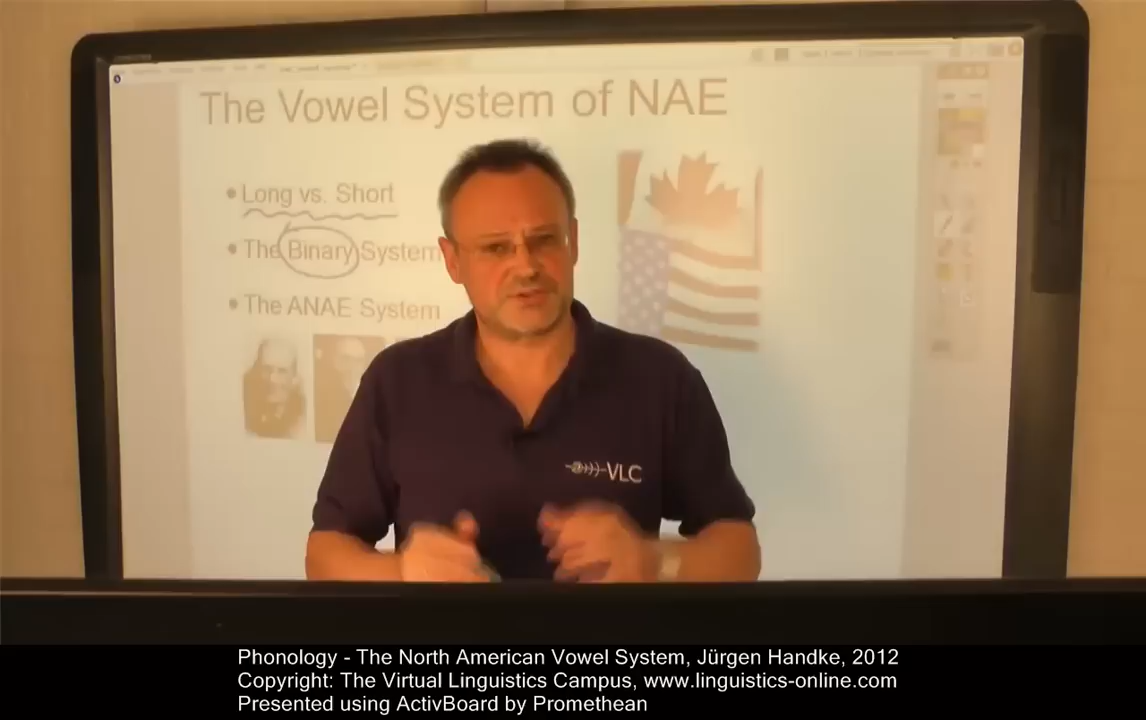 The Vowel System of NAE
•Long vs. Short
•The Binary System
•The ANAE System
VLC
Phonology - The North American Vowel System, Jürgen Handke, 2012
Copyright: The Virtual Linguistics Campus, www.linguistics-online.com
Presented using ActivBoard by Promethean